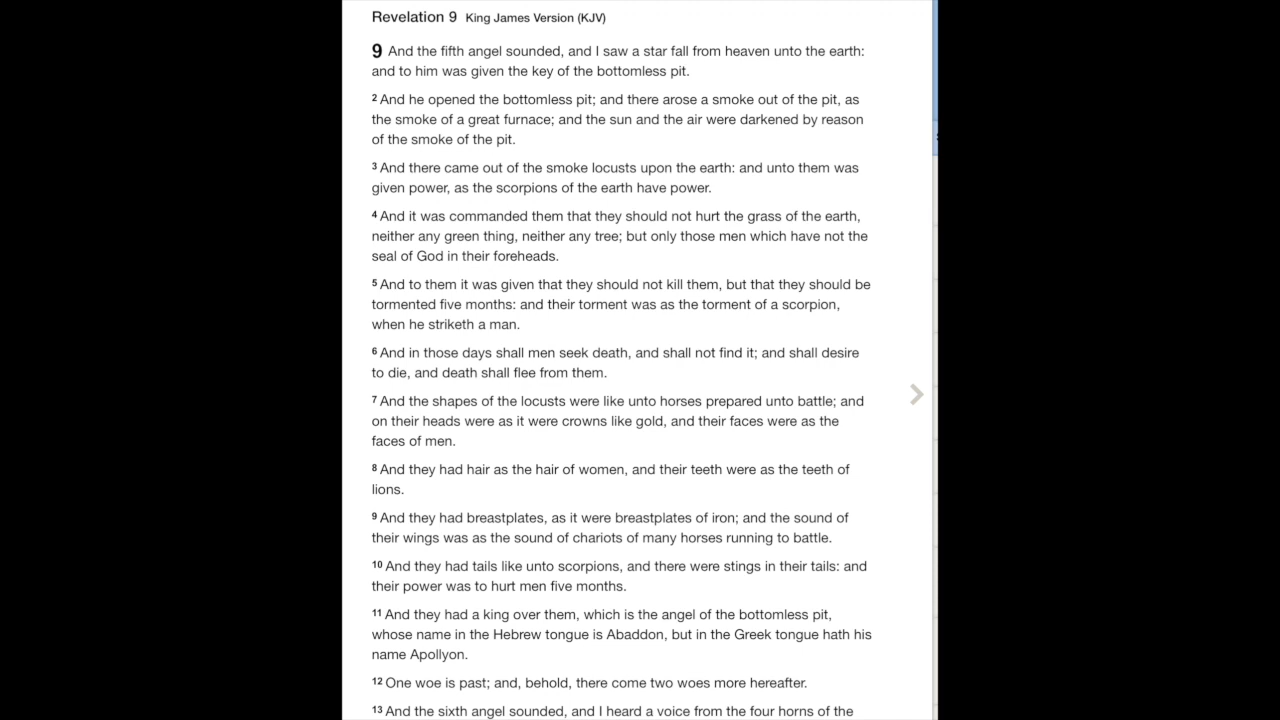 Revelation 9 King James Version (KJV)
9 And the fifth angel sounded, and I saw a star fall from heaven unto the earth:
and to him was given the key of the bottomless pit.
2 And he opened the bottomless pit; and there arose a smoke out of the pit, as
the smoke of a great furnace; and the sun and the air were darkened by reason
of the smoke of the pit.
3 And there came out of the smoke locusts upon the earth: and unto them was
given power, as the scorpions of the earth have power.
4 And it was commanded them that they should not hurt the grass of the earth,
neither any green thing, neither any tree; but only those men which have not the
seal of God in their foreheads.
5 And to them it was given that they should not kill them, but that they should be
tormented five months: and their torment was as the torment of a scorpion,
when he striketh a man.
6 And in those days shall men seek death, and shall not find it; and shall desire
to die, and death shall flee from them.
7 And the shapes of the locusts were like unto horses prepared unto battle; and
on their heads were as it were crowns like gold, and their faces were as the
faces of men.
8 And they had hair as the hair of women, and their teeth were as the teeth of
lions.
9 And they had breastplates, as it were breastplates of iron; and the sound of
their wings was as the sound of chariots of many horses running to battle.
10 And they had tails like unto scorpions, and there were stings in their tails: and
their power was to hurt men five months.
11 And they had a king over them, which is the angel of the bottomless pit,
whose name in the Hebrew tongue is Abaddon, but in the Greek tongue hath his
name Apollyon.
12 One woe is past; and, behold, there come two woes more hereafter.
13 And the sixth angel sounded, and I heard a voice from the four horns of the